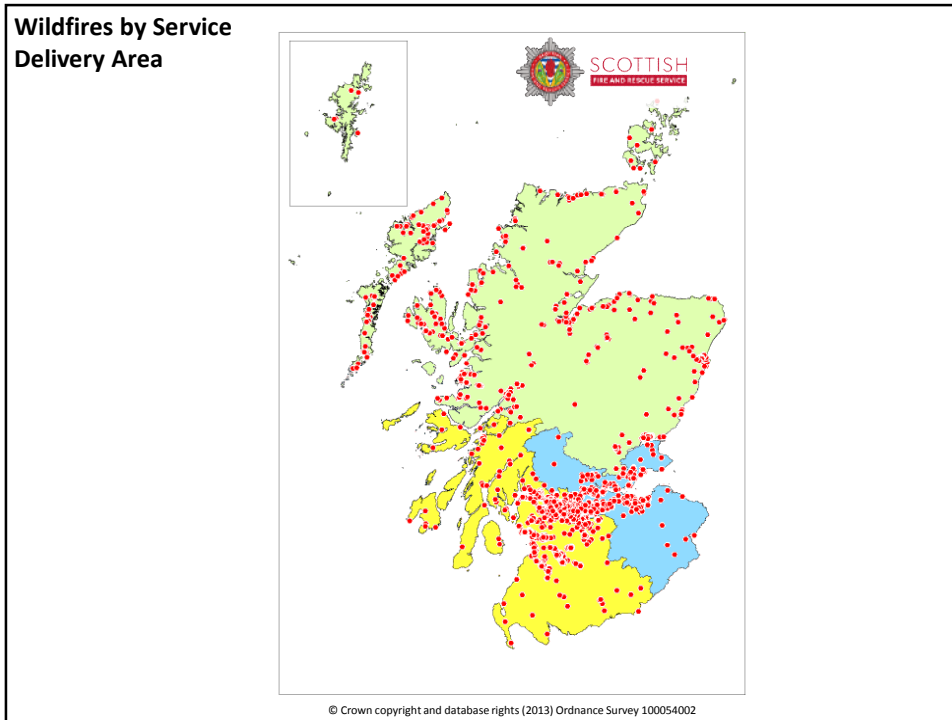 Wildfires by Service
Delivery Area
SCOTTISH
FIRE AND RESCUE SERVICE
© Crown copyright and database rights (2013) Ordnance Survey 100054002